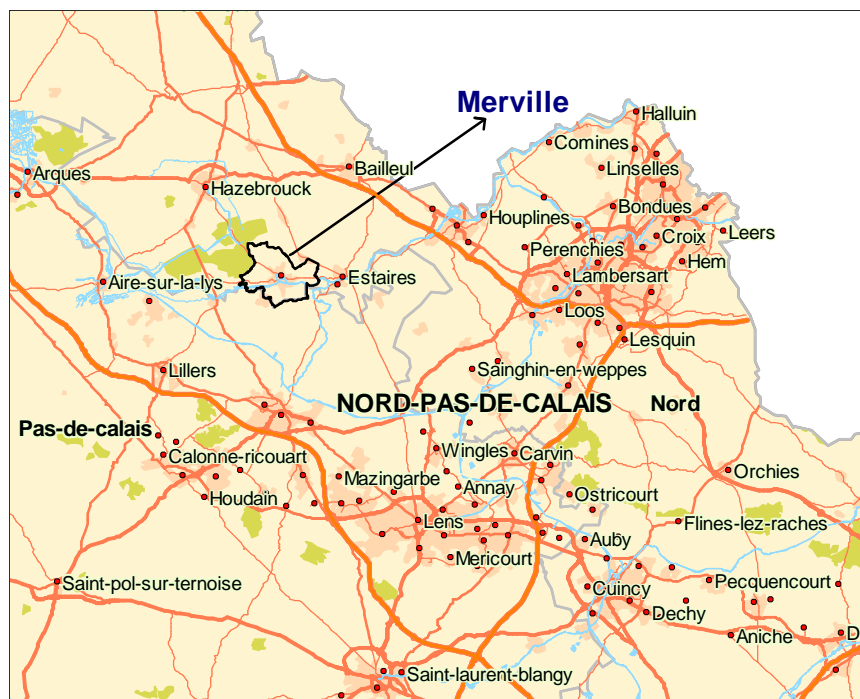 Merville
Halluin
Comines
Linselles
Bailleul
Arques
Hazebrouck
Bondues
Houplines
Leers
Croix
Perenchies
Hem
Lambersart
Aire-sur-la-lys
Estaires
Loos
Lesquin
Lillers
Sainghin-en-weppes
NORD-PAS-DE-CALAIS
Nord
Pas-de-calais
Wingles
Carvin
Calonne-ricouart
Orchies
Mazingarbe
Annay
Houdain
Ostricourt
Lens
Flines-lez-raches
Auby
Mericourt
Saint-pol-sur-ternoise
Cuincy
Pecquencourt
Dechy
Aniche
D
Saint-laurent-blangy